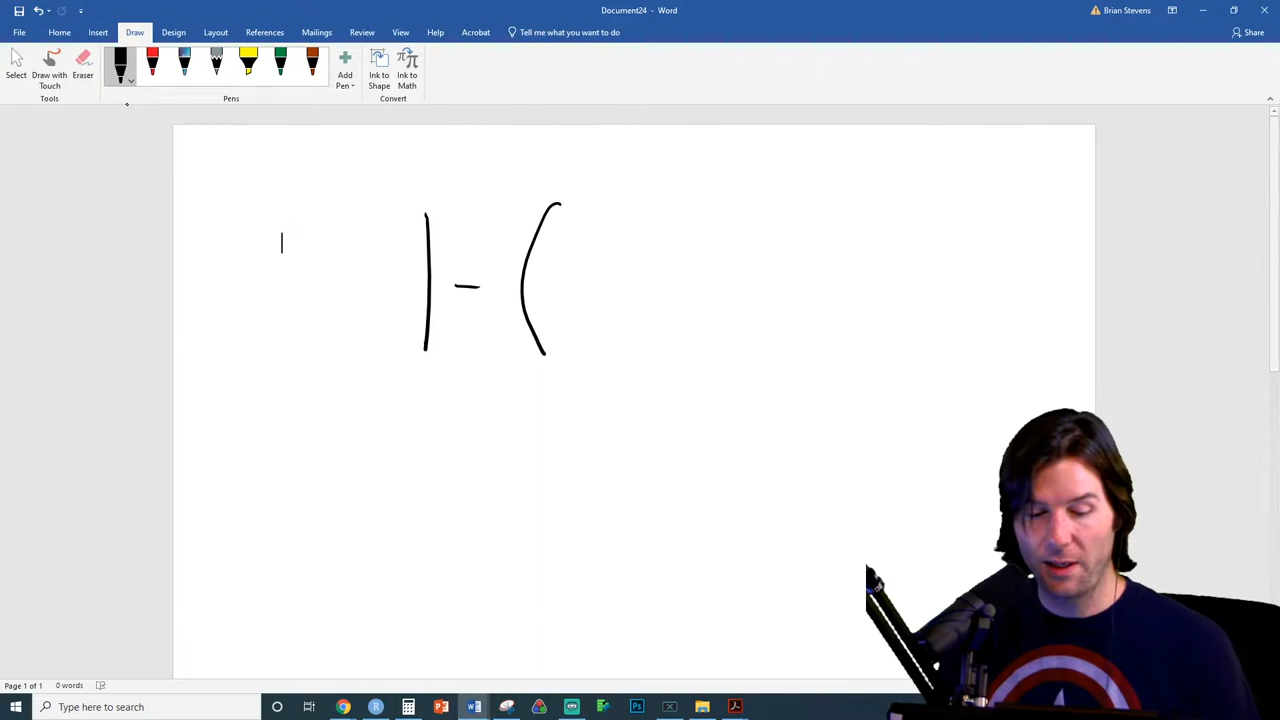 Document24 - Word
Brian Stevens
File Home Insert Draw Design Layout References Mailings Review View Help Acrobat Tell me what you want to do
Share
Select
Draw with Touch
Eraser
Add Pen
Ink to Shape
Ink to Math
Tools
Pens
Convert
1 - (
Page 1 of 1 0 words
Type here to search